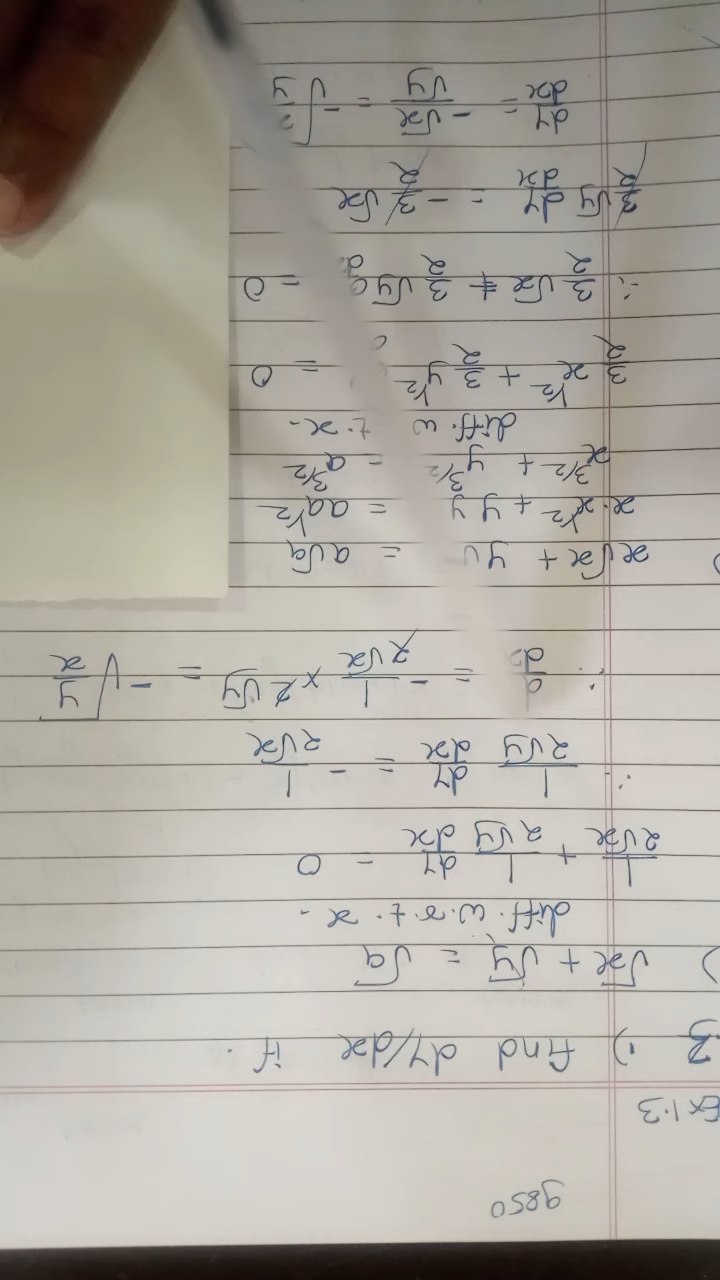 9850
Ex 1.3
3 1) find dy/dx if.
) √x + √y = √a
diff. w.r.t. x-
1/2√x + 1/2√y dy/dx = 0
∴ 1/2√y dy/dx = -1/2√x
∴ d = -1/2√x × 2√y = -√y/x
) x√x + y = a√a
x·x^1/2 + y y = aa^1/2
x^3/2 + y^3/2 = a^3/2
diff. w t. x-
3/2 x^1/2 + 3/2 y^1/2 = 0
∴ 3/2 √x + 3/2 √y = 0
3/2 √y dy/dx = -3/2 √x
dy/dx = -√x/√y = -√ /y